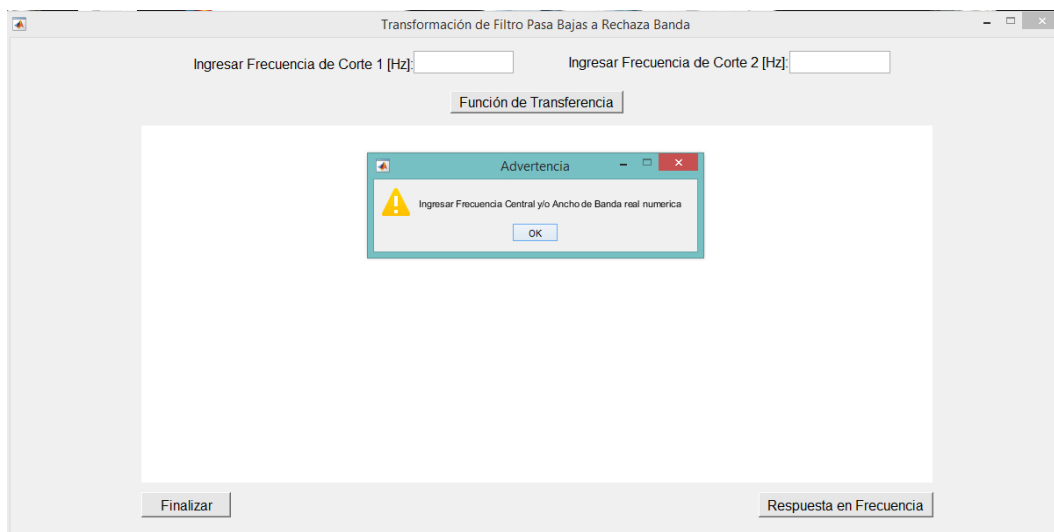 Transformación de Filtro Pasa Bajas a Rechaza Banda
Ingresar Frecuencia de Corte 1 [Hz]:
Ingresar Frecuencia de Corte 2 [Hz]:
Función de Transferencia
Advertencia
Ingresar Frecuencia Central y/o Ancho de Banda real numerica
OK
Finalizar
Respuesta en Frecuencia